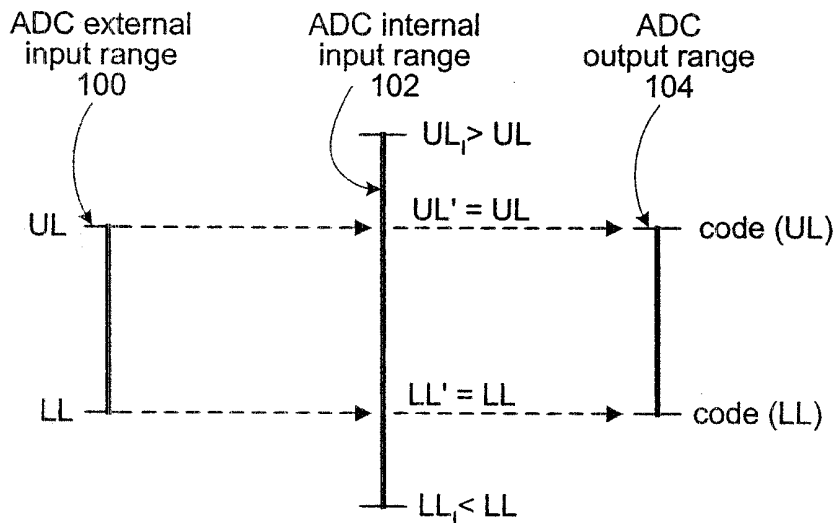 ADC external
input range
100
ADC internal
input range
102
ADC
output range
104
UL_I > UL
UL
UL' = UL
code (UL)
LL
LL' = LL
code (LL)
LL_I < LL